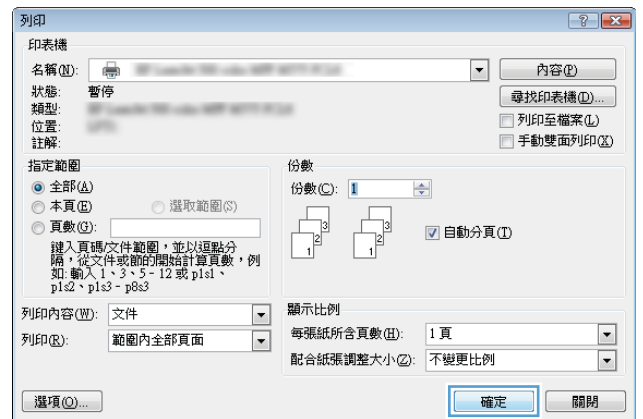 列印
印表機
名稱(N):
內容(P)
狀態: 暫停
尋找印表機(D)...
類型:
位置:
列印至檔案(L)
註解:
手動雙面列印(X)
指定範圍
全部(A)
本頁(E) 選取範圍(S)
頁數(G):
鍵入頁碼/文件範圍，並以逗點分
隔，從文件或節的開始計算頁數，例
如: 輸入 1、3、5 - 12 或 p1s1、
p1s2、p1s3 - p8s3
份數
份數(C): 1
1 2 3 1 2 3
自動分頁(T)
列印內容(W): 文件
列印(R): 範圍內全部頁面
顯示比例
每張紙所含頁數(H): 1 頁
配合紙張調整大小(Z): 不變更比例
選項(O)...
確定
關閉